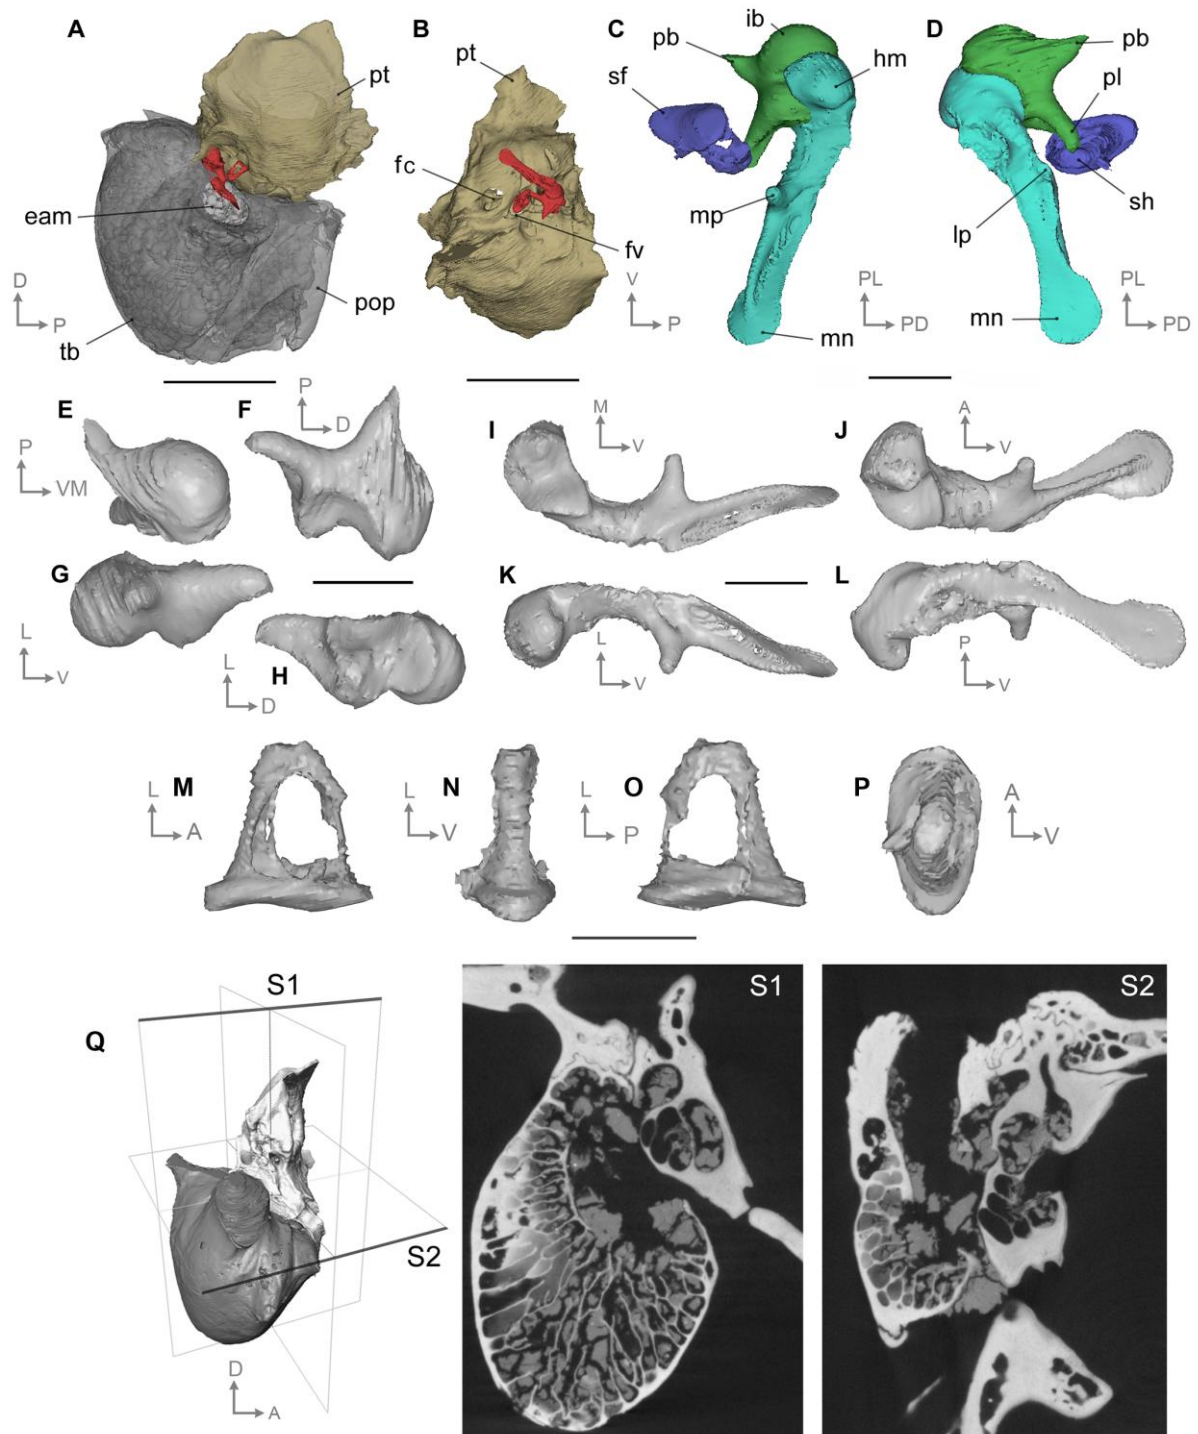 A
pt
eam
tb
pop
D
P
B
pt
fc
fv
V
P
C
pb
ib
hm
sf
mp
mn
PL
PD
D
pb
pl
sh
lp
mn
PL
PD
E
P
VM
F
P
D
G
L
V
H
L
D
I
M
V
J
A
V
K
L
V
L
P
V
M
L
A
N
L
V
O
L
P
P
A
V
Q
S1
S2
D
A
S1
S2